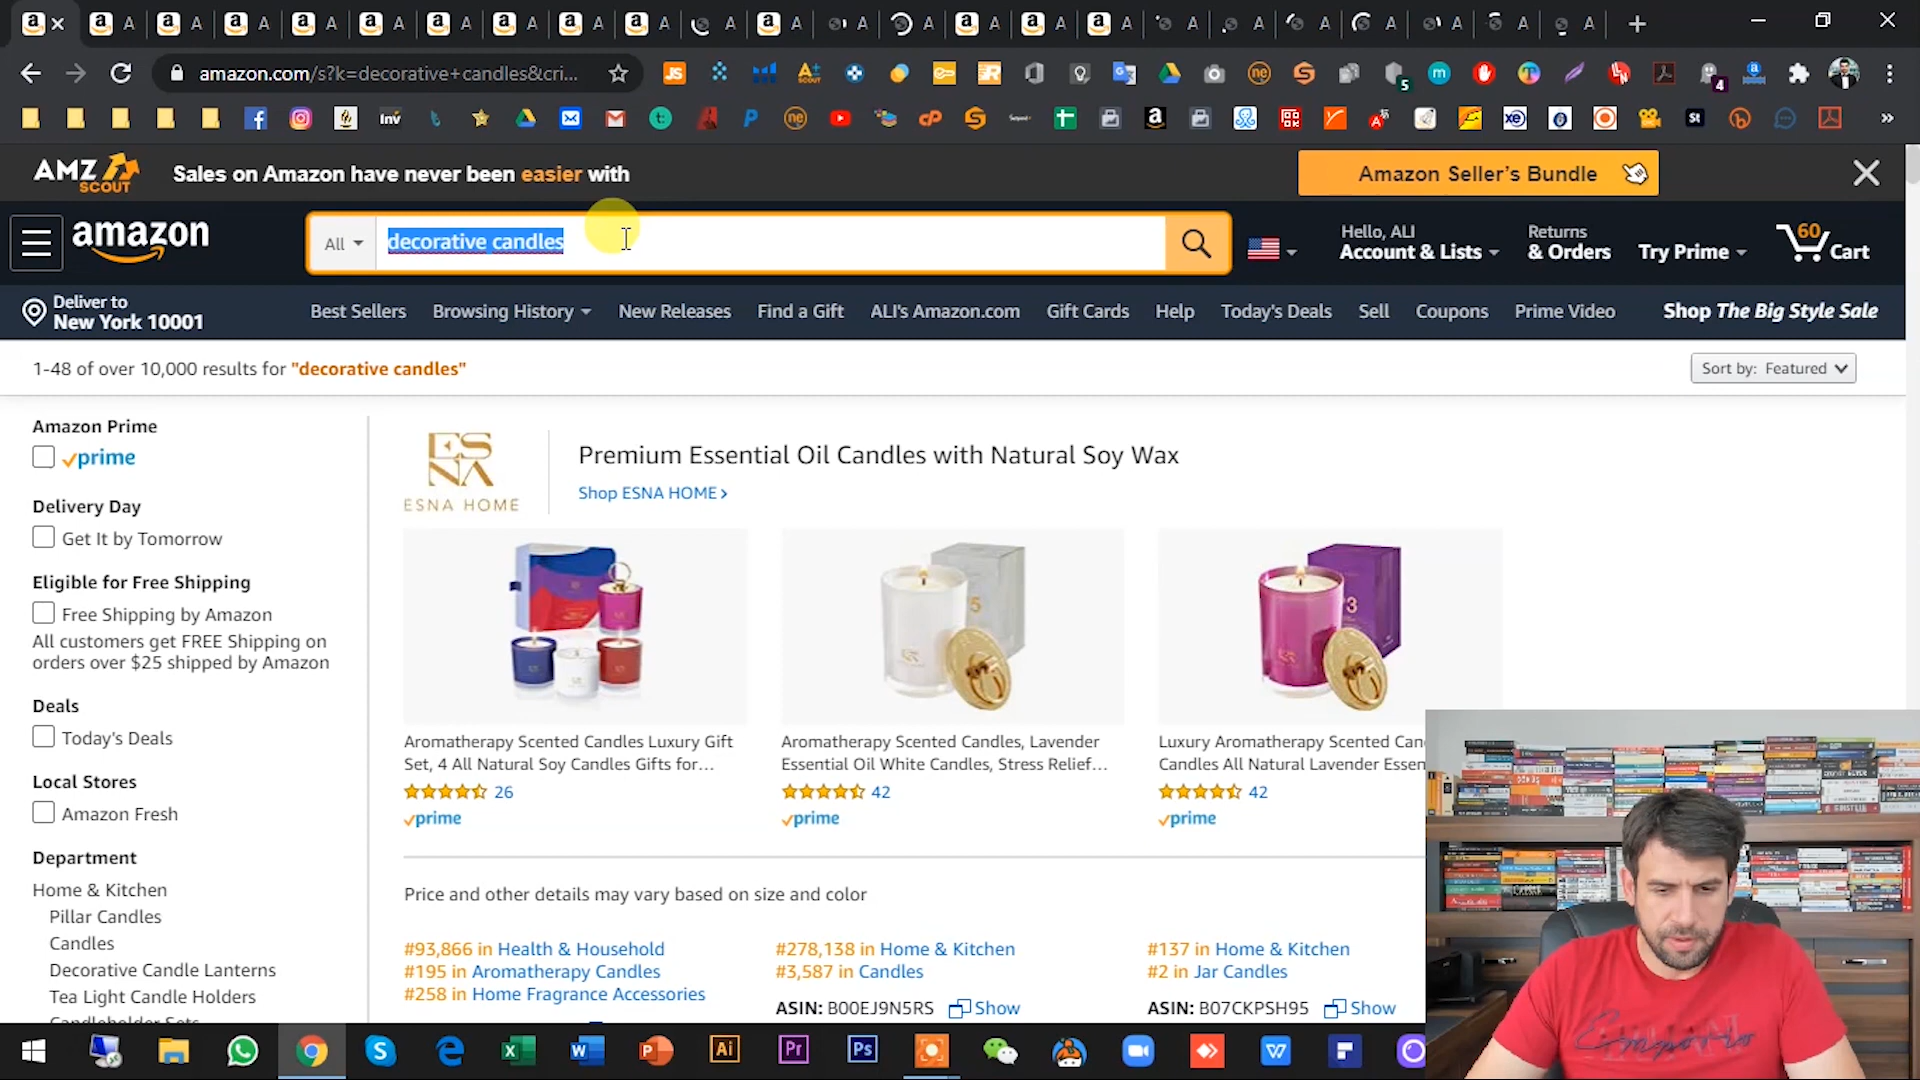 amazon.com/s?k=decorative+candles&cri...
inv
AMZ SCOUT
Sales on Amazon have never been easier with
Amazon Seller's Bundle
amazon
All
decorative candles
Hello, ALI
Account & Lists
Returns
& Orders
Try Prime
60
Cart
Deliver to
New York 10001
Best Sellers
Browsing History
New Releases
Find a Gift
ALI's Amazon.com
Gift Cards
Help
Today's Deals
Sell
Coupons
Prime Video
Shop The Big Style Sale
1-48 of over 10,000 results for "decorative candles"
Sort by: Featured
Amazon Prime
prime
Delivery Day
Get It by Tomorrow
Eligible for Free Shipping
Free Shipping by Amazon
All customers get FREE Shipping on
orders over $25 shipped by Amazon
Deals
Today's Deals
Local Stores
Amazon Fresh
Department
Home & Kitchen
Pillar Candles
Candles
Decorative Candle Lanterns
Tea Light Candle Holders
Candleholder Sets
ES
NA
ESNA HOME
Premium Essential Oil Candles with Natural Soy Wax
Shop ESNA HOME
Aromatherapy Scented Candles Luxury Gift
Set, 4 All Natural Soy Candles Gifts for...
26
prime
Aromatherapy Scented Candles, Lavender
Essential Oil White Candles, Stress Relief...
42
prime
Luxury Aromatherapy Scented
Candles All Natural Lavender
42
prime
Price and other details may vary based on size and color
#93,866 in Health & Household
#195 in Aromatherapy Candles
#258 in Home Fragrance Accessories
#278,138 in Home & Kitchen
#3,587 in Candles
ASIN: B00EJ9N5RS Show
#137 in Home & Kitchen
#2 in Jar Candles
ASIN: B07CKPSH95 Show
Ai
Pr
Ps